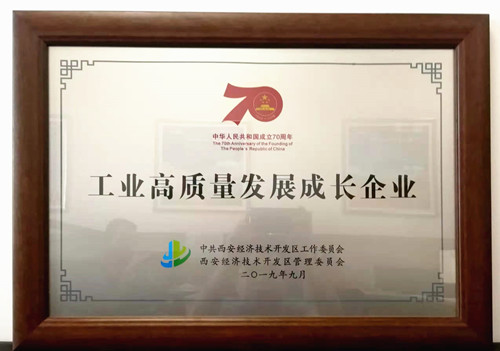 70
中华人民共和国成立70周年
The 70th Anniversary of the Founding of
The People's Republic of China
工业高质量发展成长企业
中共西安经济技术开发区工作委员会
西安经济技术开发区管理委员会
二〇一九年九月